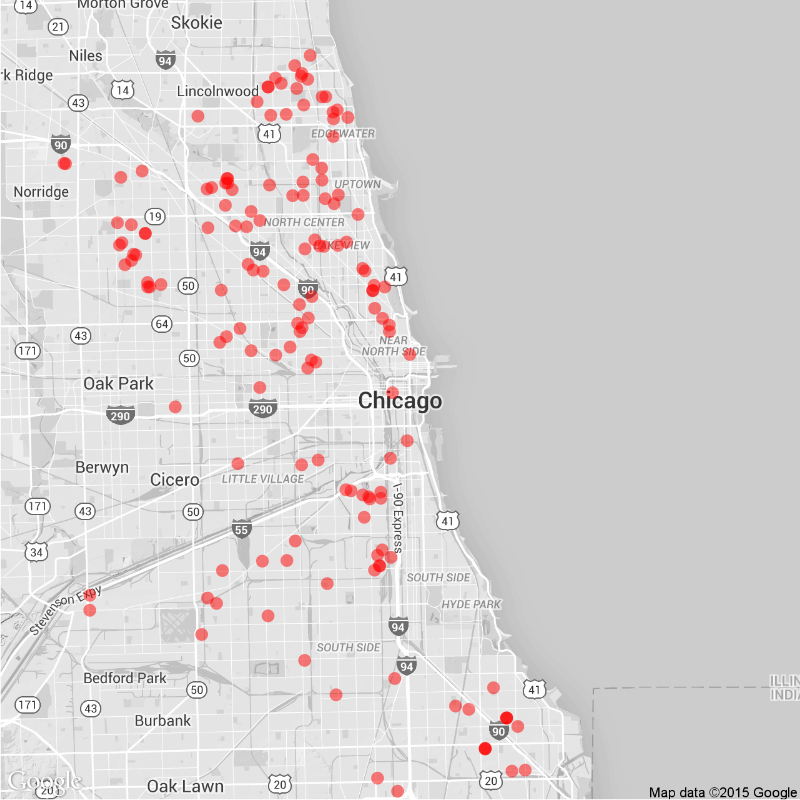 14
Morton Grove
21
Skokie
Niles
94
rk Ridge
14
Lincolnwood
43
41
EDGEWATER
90
Norridge
UPTOWN
19
NORTH CENTER
94
LAKEVIEW
41
50
90
64
43
171
50
NEAR
NORTH SIDE
Oak Park
290
290
Chicago
Berwyn
Cicero
LITTLE VILLAGE
171
43
50
\-90 Express
55
41
34
SOUTH SIDE
Stevenson Expy
HYDE PARK
94
SOUTH SIDE
94
Bedford Park
50
41
ILLIN
INDIA
171
43
Burbank
90
Google
20
Oak Lawn
20
20
Map data ©2015 Google